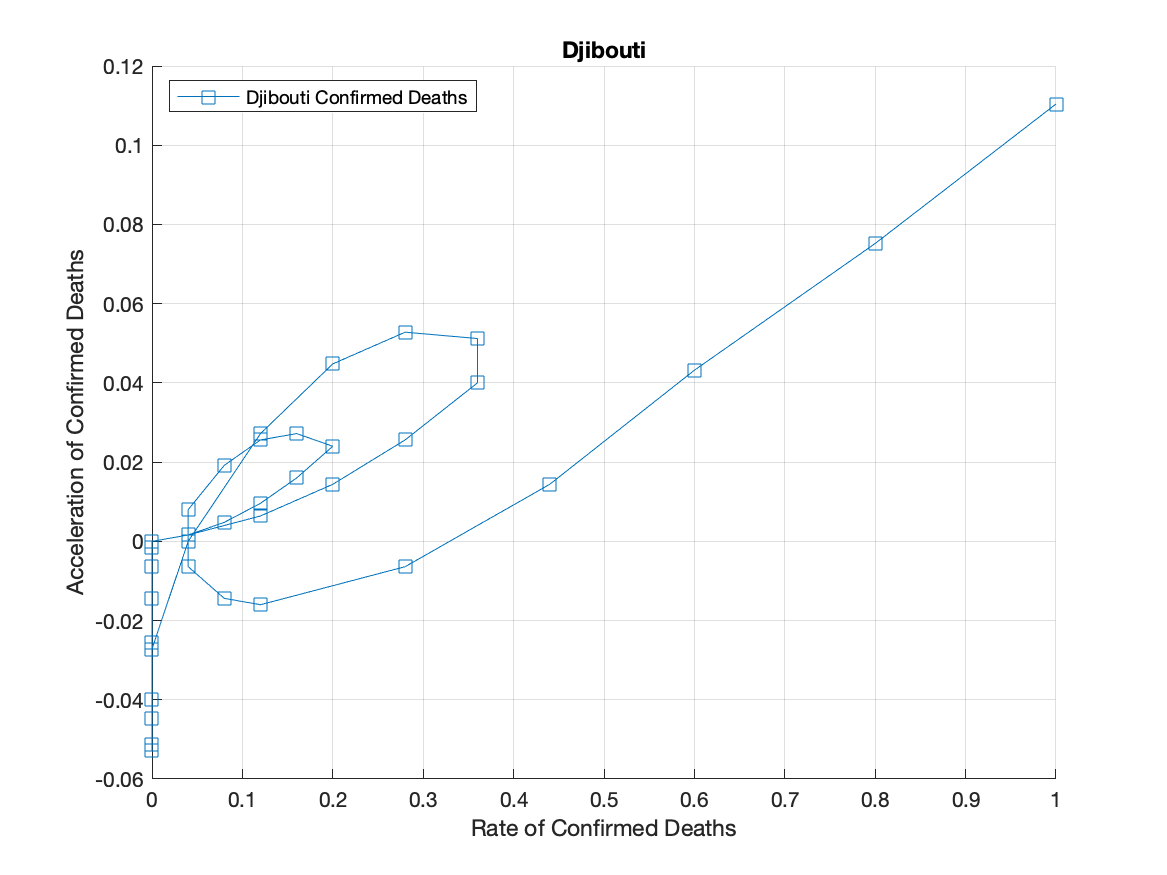 Djibouti
Djibouti Confirmed Deaths
0.12
0.1
0.08
0.06
0.04
0.02
0
-0.02
-0.04
-0.06
Acceleration of Confirmed Deaths
0 0.1 0.2 0.3 0.4 0.5 0.6 0.7 0.8 0.9 1
Rate of Confirmed Deaths